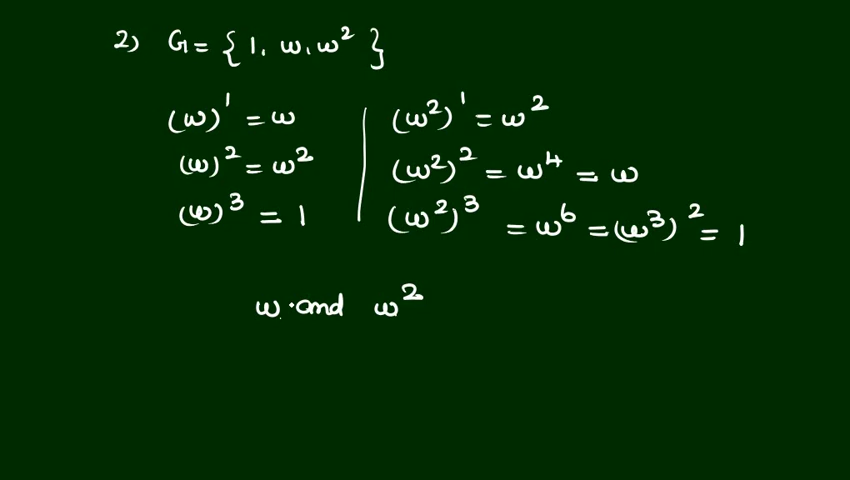 2) G = { 1, ω, ω² }
(ω)¹ = ω | (ω²)¹ = ω²
(ω)² = ω² | (ω²)² = ω⁴ = ω
(ω)³ = 1 | (ω²)³ = ω⁶ = (ω³)² = 1
ω and ω²